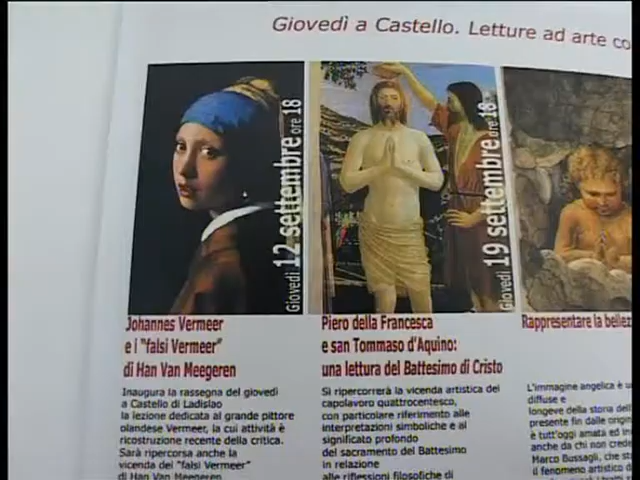 Giovedì a Castello. Letture ad arte co
Giovedì 12 settembre ore 18
Giovedì 19 settembre ore 18
Johannes Vermeer
e i "falsi Vermeer"
di Han Van Meegeren
Inaugura la rassegna del giovedì
a Castello di Ladislao
la lezione dedicata al grande pittore
olandese Vermeer, la cui attività è
ricostruzione recente della critica.
Sarà ripercorsa anche la
vicenda dei "falsi Vermeer"
di Han Van Meegeren
Piero della Francesca
e san Tommaso d'Aquino:
una lettura del Battesimo di Cristo
Si ripercorrerà la vicenda artistica del
capolavoro quattrocentesco,
con particolare riferimento alle
interpretazioni simboliche e al
significato profondo
del sacramento del Battesimo
in relazione
alle riflessioni filosofiche di
Rappresentare la bellez
L'immagine angelica è u
diffuse e
longeve della storia dell
presente fin dalle origin
è tutt'oggi amata ed in
anche da chi non crede
Marco Bussagli, che st
il fenomeno artistico d